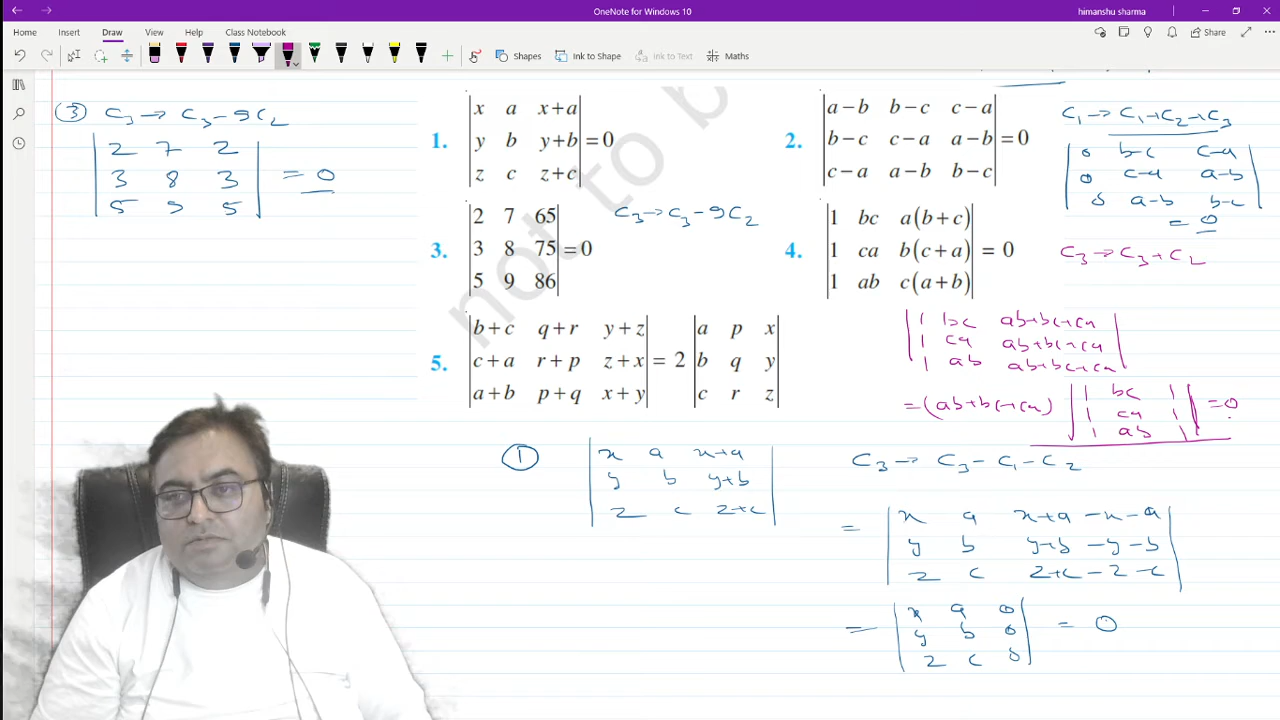 OneNote for Windows 10
himanshu sharma
Home Insert Draw View Help Class Notebook
Share
Shapes Ink to Shape Ink to Text Maths
③ C₃ → C₃ - 9C₂
|2 7 2|
|3 8 3| = 0
|5 9 5|
1. |x a x+a|
|y b y+b| = 0
|z c z+c|
2. |a−b b−c c−a|
|b−c c−a a−b| = 0
|c−a a−b b−c|
C₁ → C₁+C₂+C₃
|0 b-c c-a|
|0 c-a a-b|
|0 a-b b-c|
= 0
3. |2 7 65|
|3 8 75| = 0
|5 9 86|
C₃ → C₃ - 9C₂
4. |1 bc a(b+c)|
|1 ca b(c+a)| = 0
|1 ab c(a+b)|
C₃ → C₃ + C₂
|1 bc ab+bc+ca|
|1 ca ab+bc+ca|
|1 ab ab+bc+ca|
= (ab+bc+ca) |1 bc 1|
|1 ca 1| = 0
|1 ab 1|
5. |b+c q+r y+z| |a p x|
|c+a r+p z+x| = 2 |b q y|
|a+b p+q x+y| |c r z|
not to b
① |x a x+a|
|y b y+b|
|z c z+c|
C₃ → C₃ - C₁ - C₂
= |x a x+a-x-a|
|y b y+b-y-b|
|z c z+c-z-c|
= |x a 0|
|y b 0| = 0
|z c 0|